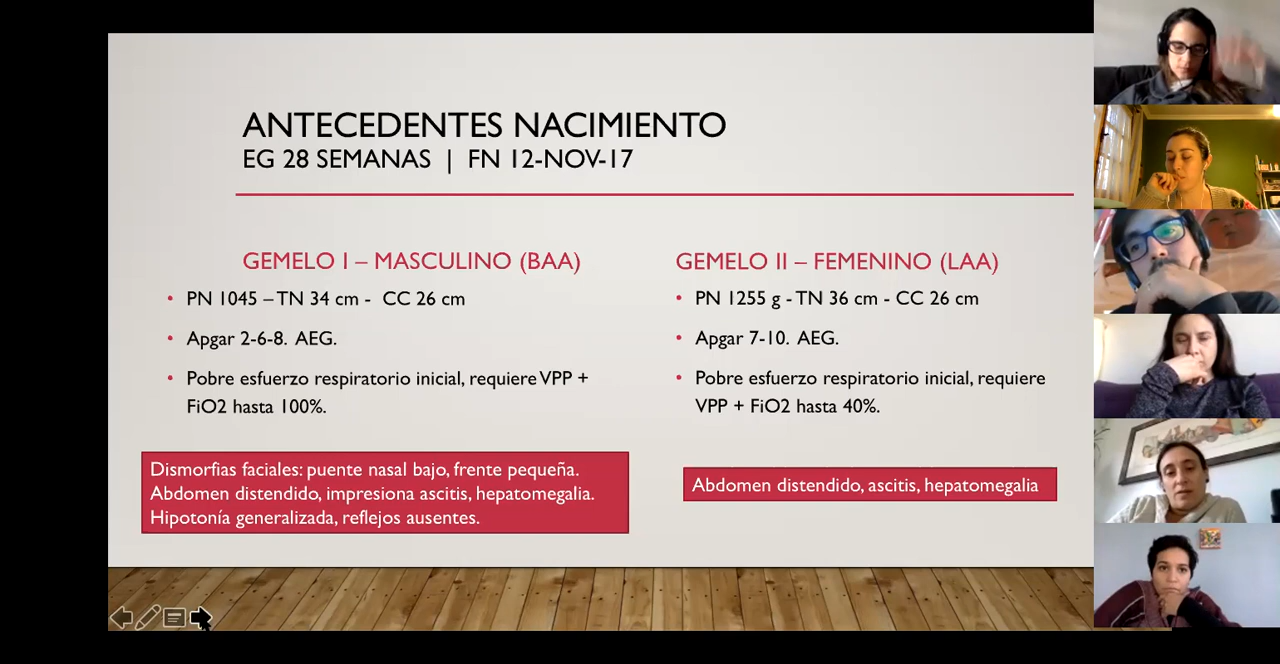 ANTECEDENTES NACIMIENTO
EG 28 SEMANAS | FN 12-NOV-17
GEMELO I – MASCULINO (BAA)
• PN 1045 – TN 34 cm - CC 26 cm
• Apgar 2-6-8. AEG.
• Pobre esfuerzo respiratorio inicial, requiere VPP +
FiO2 hasta 100%.
Dismorfias faciales: puente nasal bajo, frente pequeña.
Abdomen distendido, impresiona ascitis, hepatomegalia.
Hipotonía generalizada, reflejos ausentes.
GEMELO II – FEMENINO (LAA)
• PN 1255 g - TN 36 cm - CC 26 cm
• Apgar 7-10. AEG.
• Pobre esfuerzo respiratorio inicial, requiere
VPP + FiO2 hasta 40%.
Abdomen distendido, ascitis, hepatomegalia